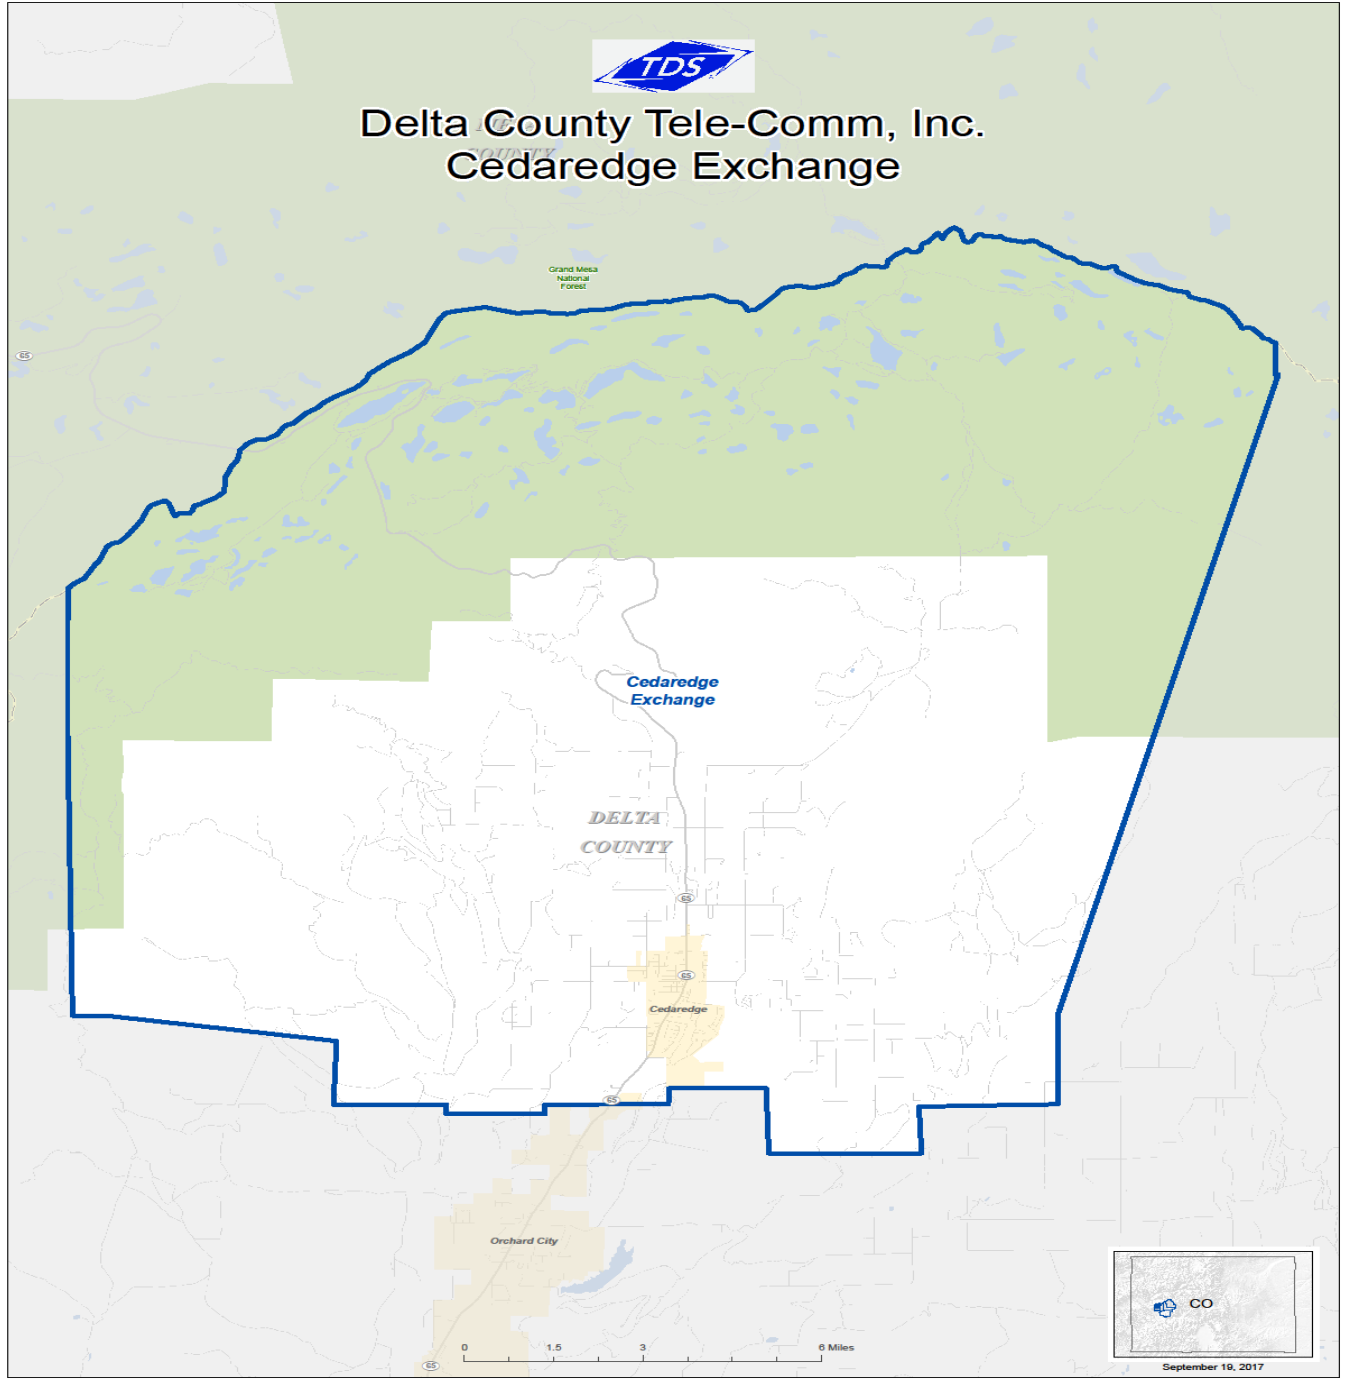 TDS
Delta County Tele-Comm, Inc.
COUNTY
Cedaredge Exchange
Grand Mesa
National
Forest
65
Cedaredge
Exchange
DELTA
COUNTY
65
65
Cedaredge
65
Orchard City
0 1.5 3 6 Miles
65
CO
September 19, 2017